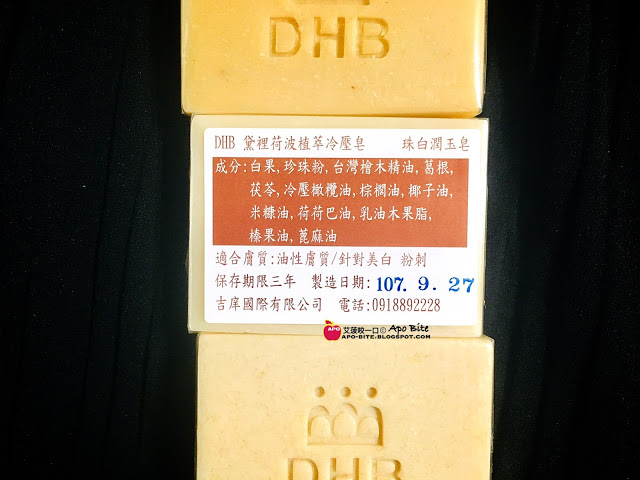 DHB
DHB 黛裡荷波植萃冷壓皂 珠白潤玉皂
成分:白果,珍珠粉,台灣檜木精油,葛根,
茯苓,冷壓橄欖油,棕櫚油,椰子油,
米糠油,荷荷巴油,乳油木果脂,
榛果油,蓖麻油
適合膚質:油性膚質/針對美白 粉刺
保存期限三年 製造日期: 107. 9. 27
吉庠國際有限公司 電話:0918892228
APO 艾菠咬一口© Apo Bite
APO-BITE.BLOGSPOT.COM
DHB